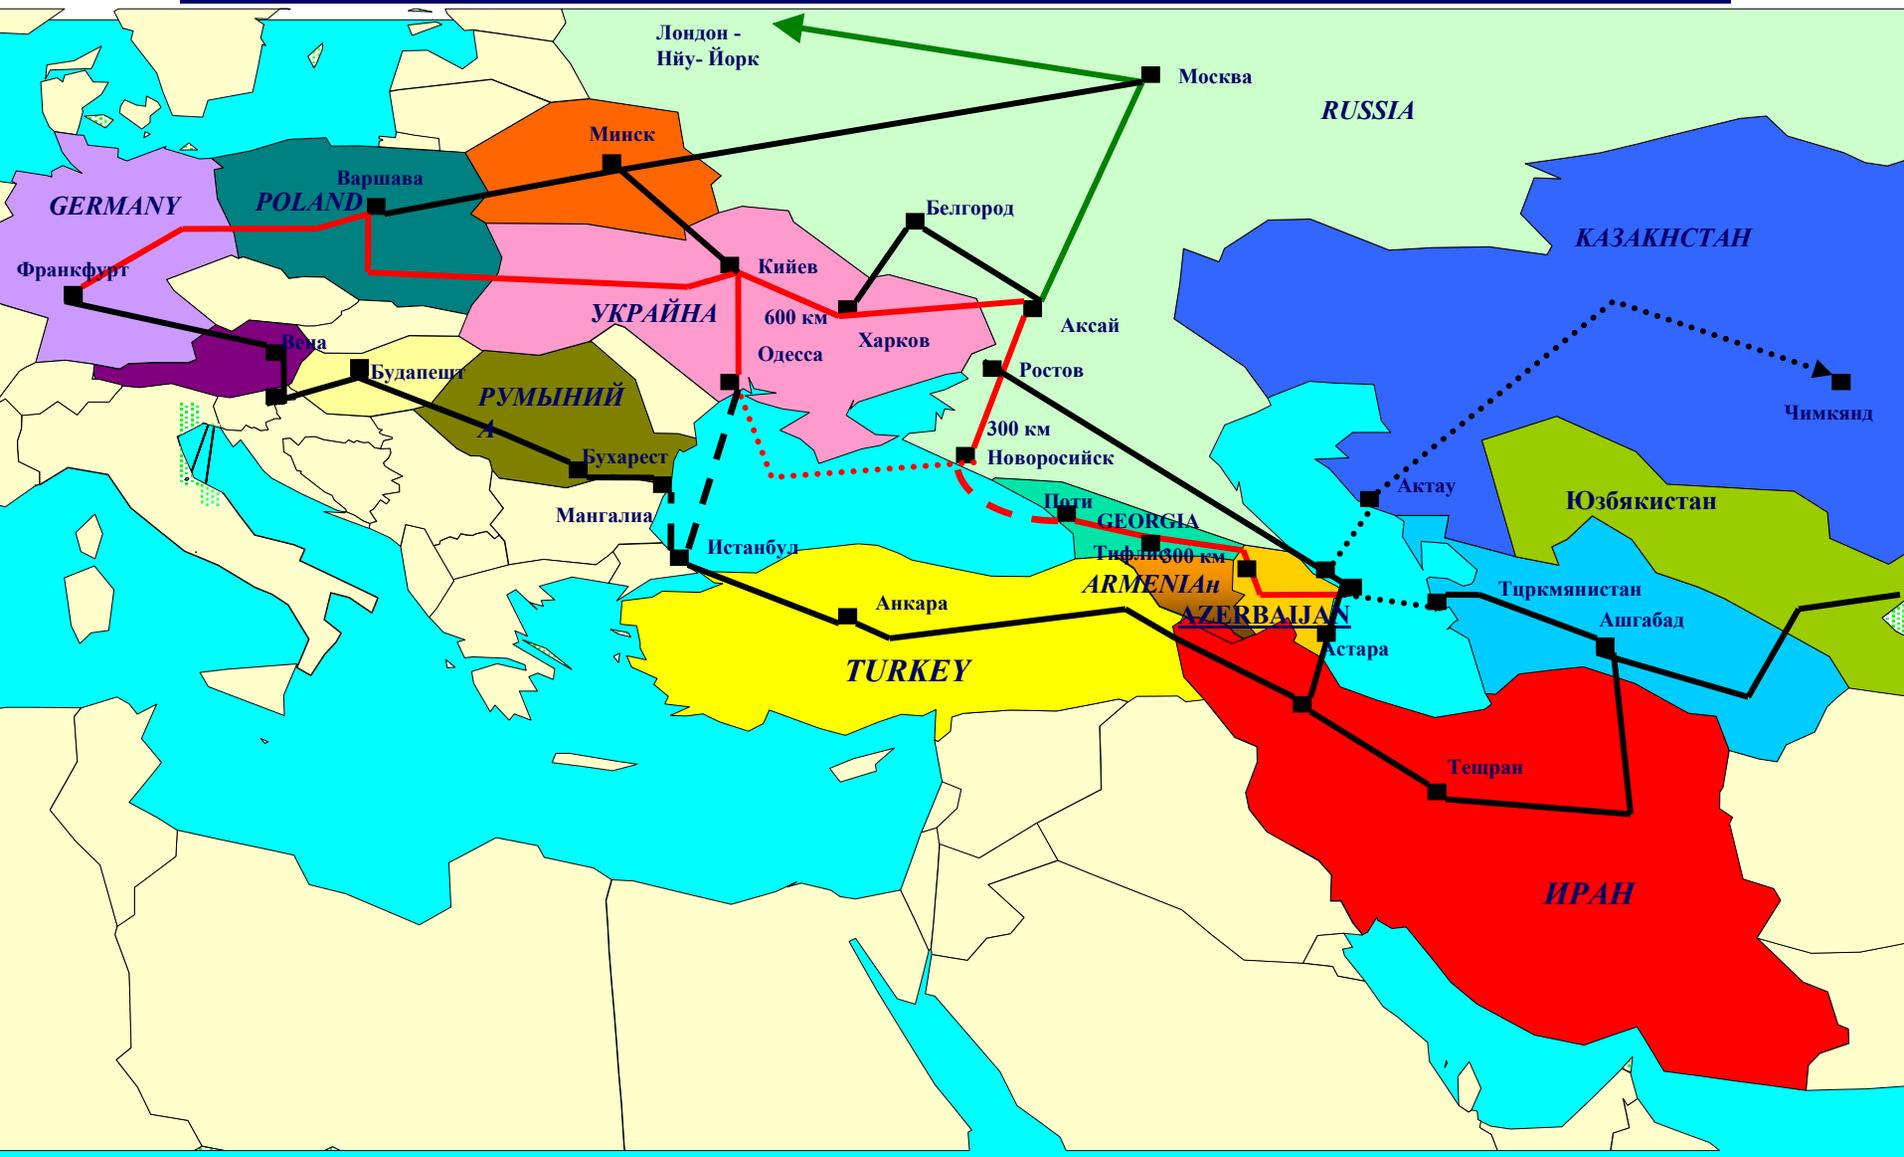 Лондон -
Нйу- Йорк
Москва
RUSSIA
Минск
Варшава
GERMANY
POLAND
Белгород
КАЗАКНСТАН
Франкфурт
Кийев
УКРАЙНА
600 км
Аксай
Харков
Вена
Одесса
Будапешт
Ростов
РУМЫНИЙ
А
Чимкянд
300 км
Бухарест
Новоросийск
Актау
Юзбякистан
Поти
Мангалиа
GEORGIA
Истанбул
Тифлис
300 км
ARMENIAн
Тцркмянистан
Анкара
AZERBAIJAN
Ашгабад
Астара
TURKEY
Тещран
ИРАН